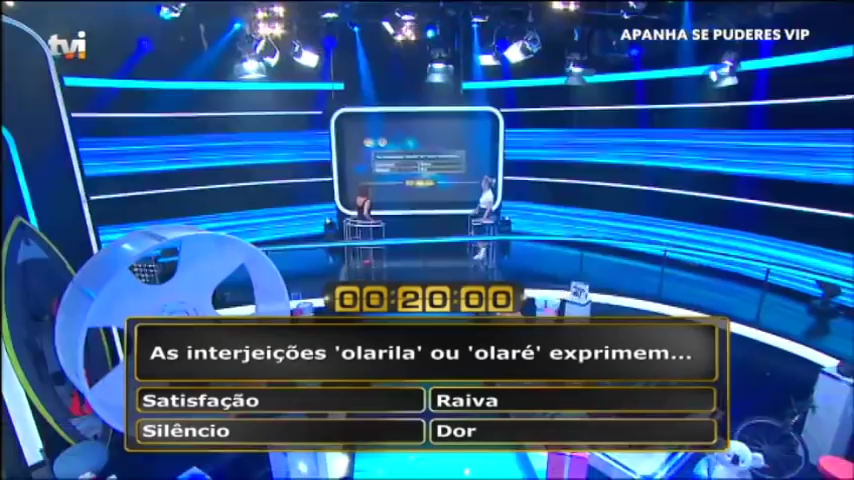 tvi
APANHA SE PUDERES VIP
00:20:00
As interjeições 'olarila' ou 'olaré' exprimem...
Satisfação
Raiva
Silêncio
Dor